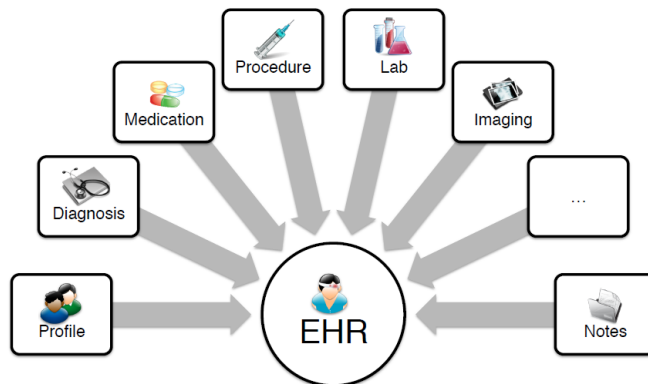 Procedure
Lab
Medication
Imaging
Diagnosis
...
Profile
EHR
Notes